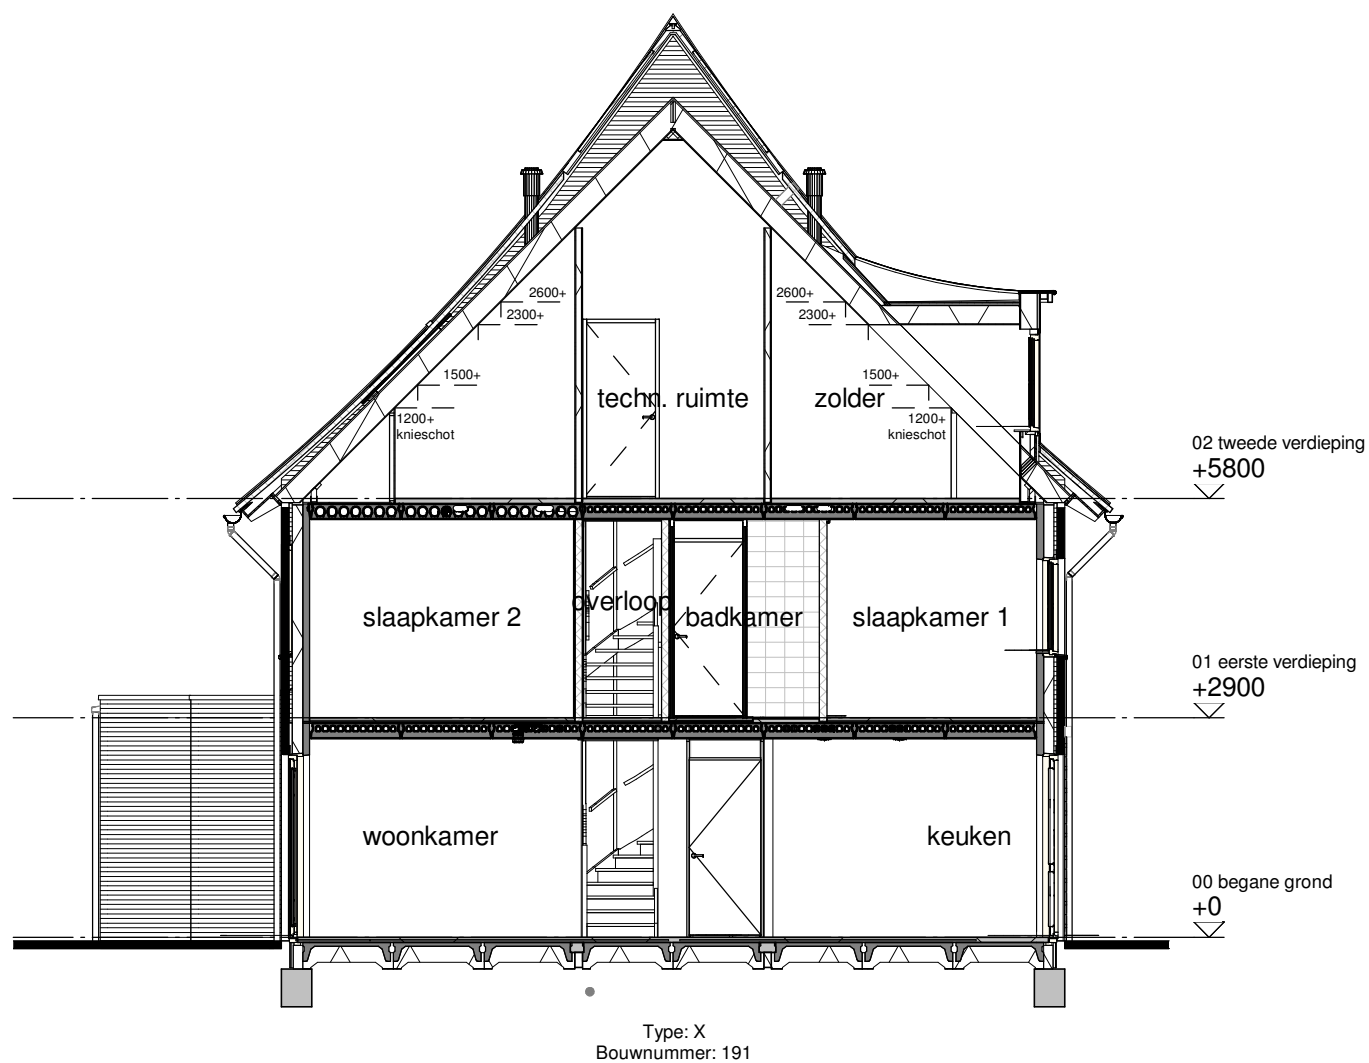 2600+
2600+
2300+
2300+
1500+
1500+
techn. ruimte
zolder
1200+
knieschot
1200+
knieschot
02 tweede verdieping
+5800
overloop
slaapkamer 2
badkamer
slaapkamer 1
01 eerste verdieping
+2900
woonkamer
keuken
00 begane grond
+0
Type: X
Bouwnummer: 191